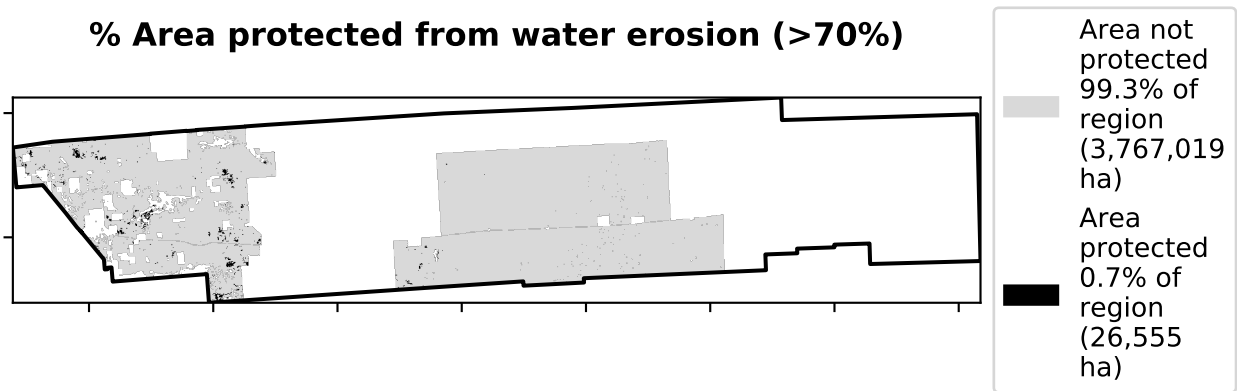 % Area protected from water erosion (>70%)
Area not
protected
99.3% of
region
(3,767,019
ha)
Area
protected
0.7% of
region
(26,555
ha)